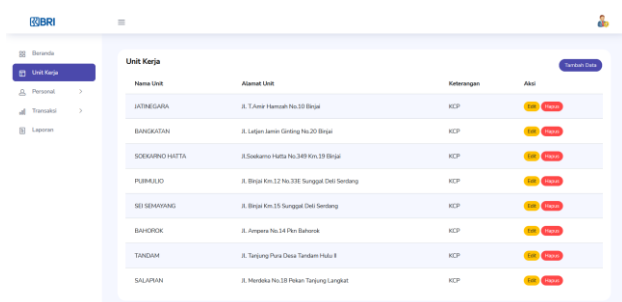 BRI
Beranda
Unit Kerja
Personal
Transaksi
Laporan
Unit Kerja
Tambah Data
Nama Unit Alamat Unit Keterangan Aksi
JATINEGARA Jl. T.Amir Hamzah No.10 Binjai KCP Edit Hapus
BANGKATAN Jl. Letjen Jamin Ginting No.20 Binjai KCP Edit Hapus
SOEKARNO HATTA Jl.Soekarno Hatta No.349 Km.19 Binjai KCP Edit Hapus
PUJIMULIO Jl. Binjai Km.12 No.33E Sunggal Deli Serdang KCP Edit Hapus
SEI SEMAYANG Jl. Binjai Km.15 Sunggal Deli Serdang KCP Edit Hapus
BAHOROK Jl. Ampera No.14 Pkn Bahorok KCP Edit Hapus
TANDAM Jl. Tanjung Pura Desa Tandam Hulu II KCP Edit Hapus
SALAPIAN Jl. Merdeka No.18 Pekan Tanjung Langkat KCP Edit Hapus